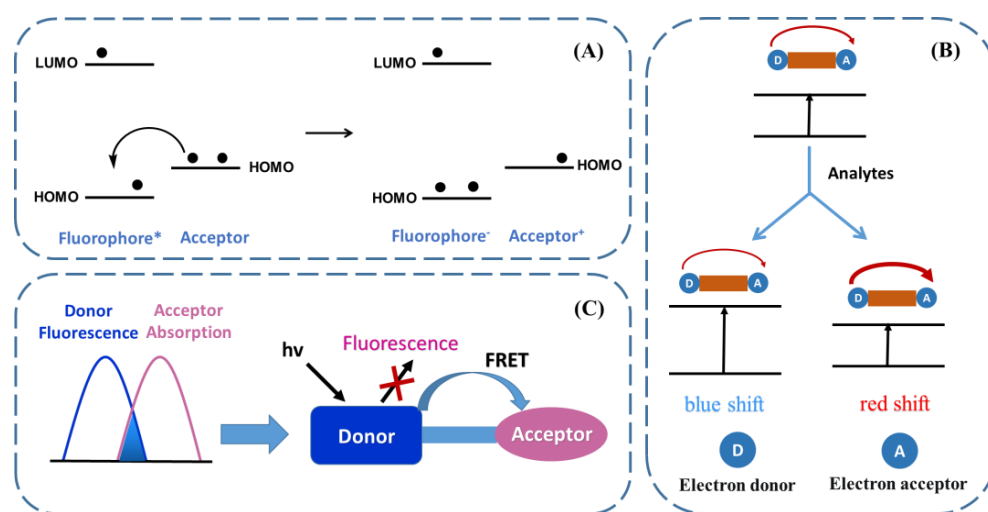 (A)
LUMO
HOMO
HOMO
Fluorophore* Acceptor
LUMO
HOMO
HOMO
Fluorophore- Acceptor+
(B)
D A
Analytes
D A
D A
blue shift
red shift
D
A
Electron donor
Electron acceptor
(C)
Donor
Fluorescence
Acceptor
Absorption
hν
Fluorescence
FRET
Donor
Acceptor